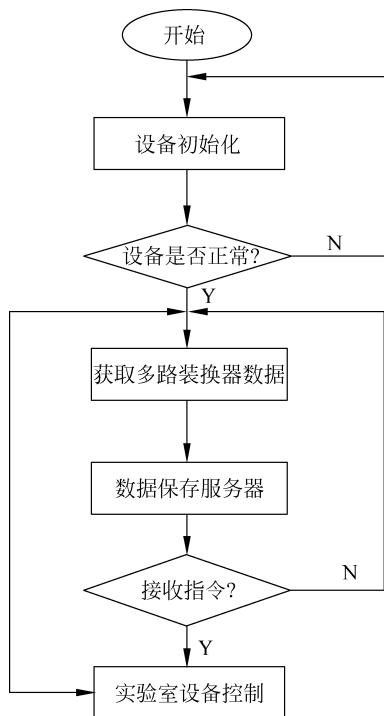 开始
设备初始化
设备是否正常?
N
Y
获取多路装换器数据
数据保存服务器
接收指令?
N
Y
实验室设备控制